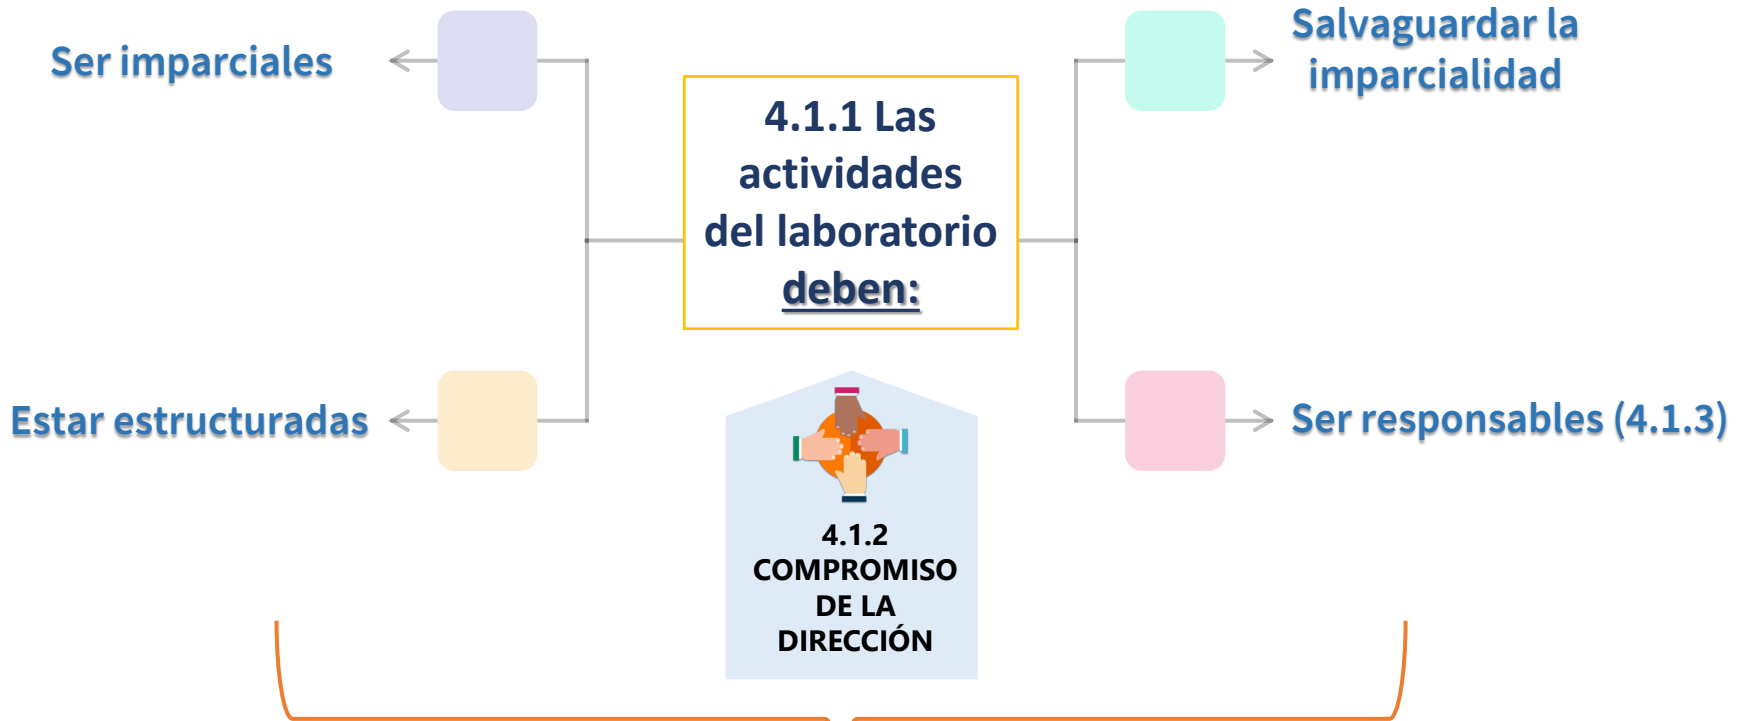 Ser imparciales
Estar estructuradas
4.1.1 Las
actividades
del laboratorio
deben:
Salvaguardar la
imparcialidad
Ser responsables (4.1.3)
4.1.2
COMPROMISO
DE LA
DIRECCIÓN